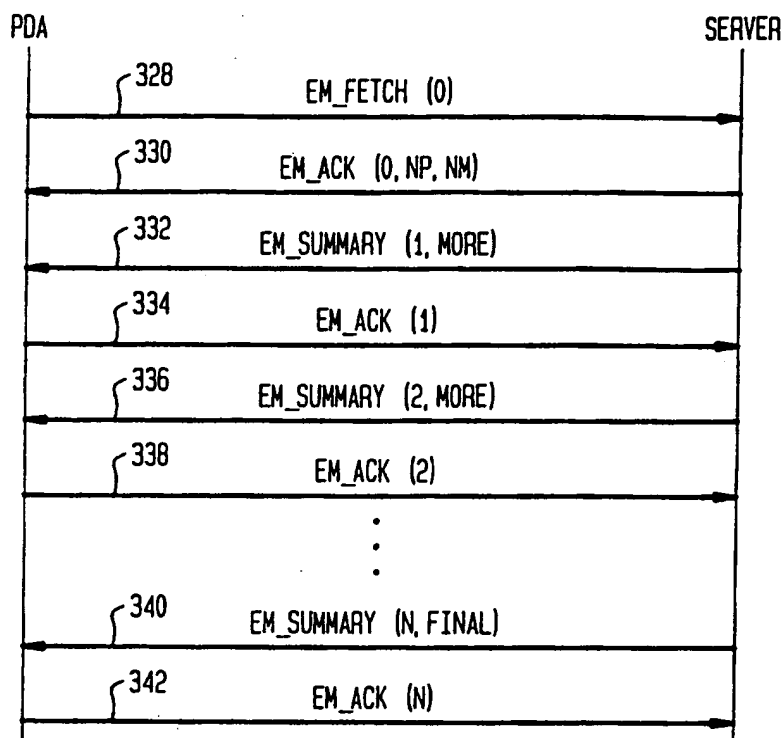 PDA
SERVER
328
EM_FETCH (0)
330
EM_ACK (0, NP, NM)
332
EM_SUMMARY (1, MORE)
334
EM_ACK (1)
336
EM_SUMMARY (2, MORE)
338
EM_ACK (2)
340
EM_SUMMARY (N, FINAL)
342
EM_ACK (N)